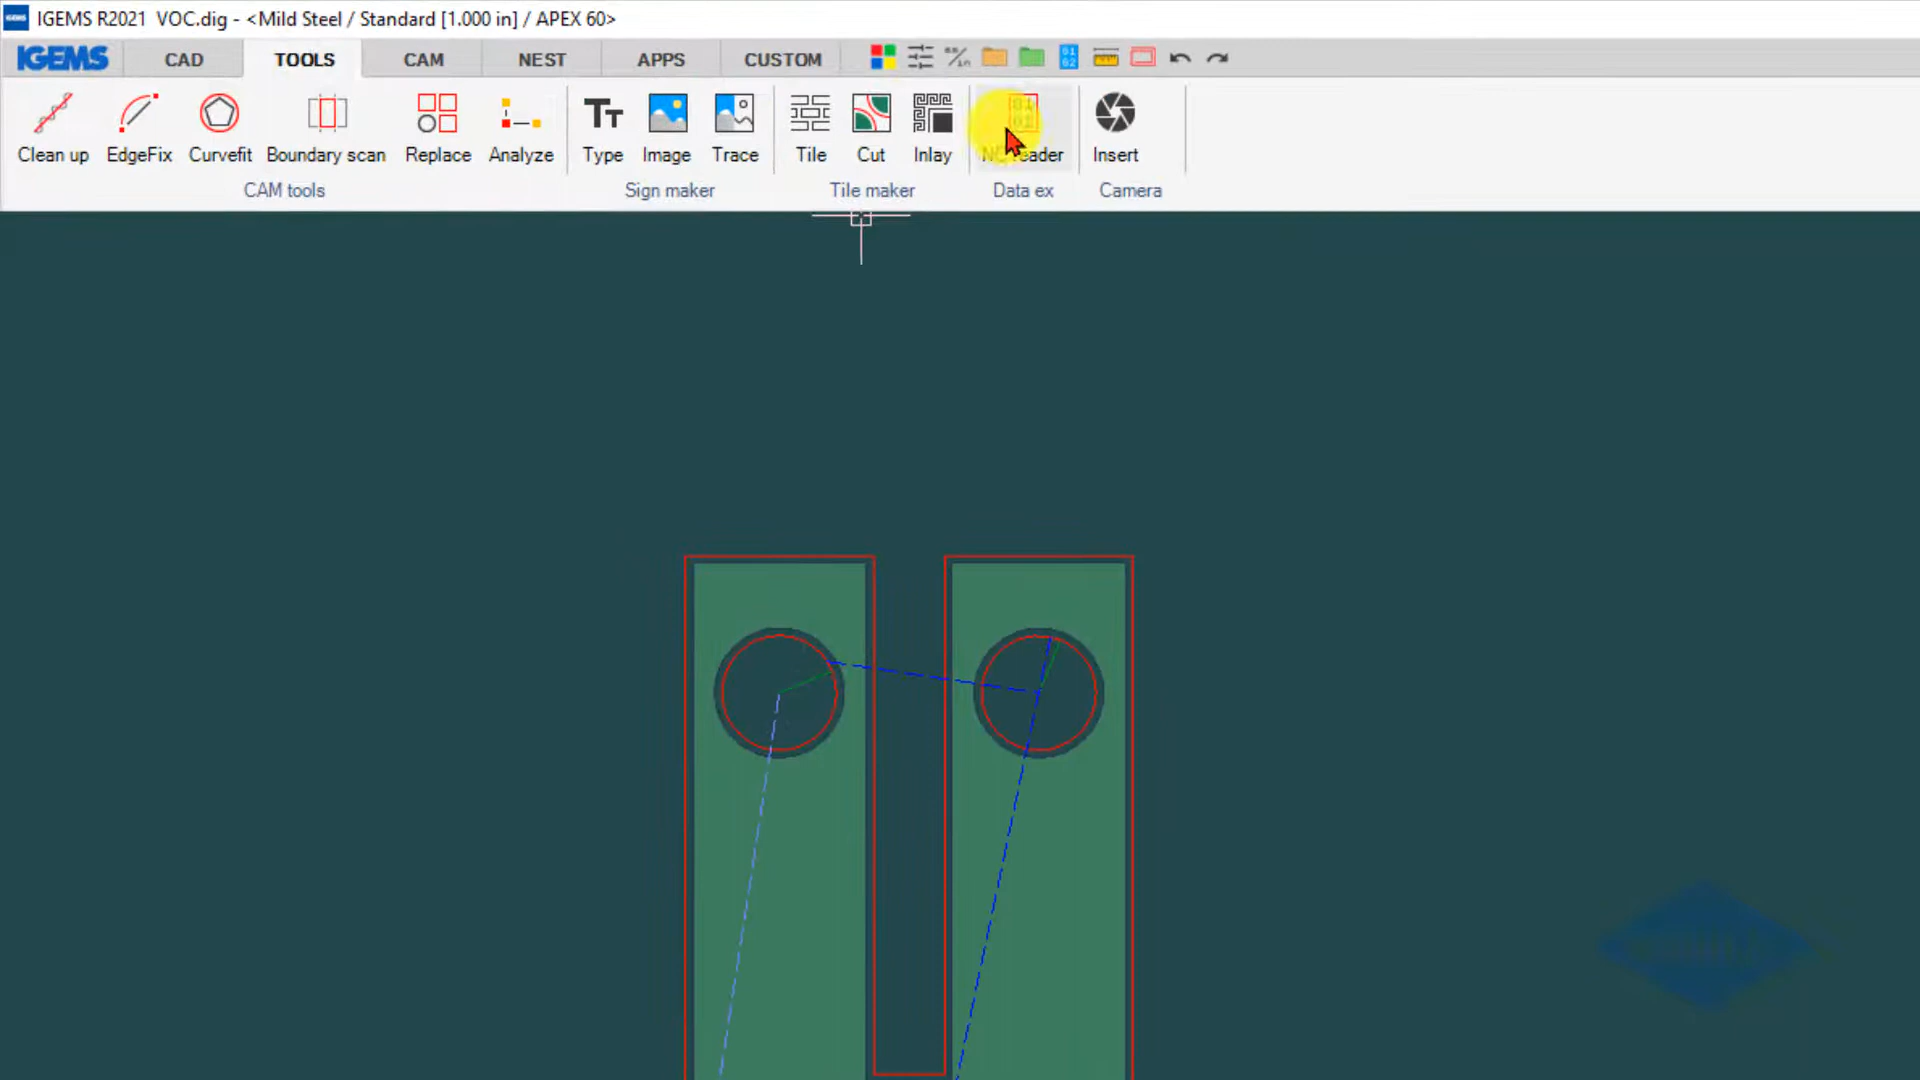 IGEMS R2021 VOC.dig - <Mild Steel / Standard [1.000 in] / APEX 60>
IGEMS CAD TOOLS CAM NEST APPS CUSTOM
Clean up EdgeFix Curvefit Boundary scan Replace Analyze Type Image Trace Tile Cut Inlay NC reader Insert
CAM tools Sign maker Tile maker Data ex Camera